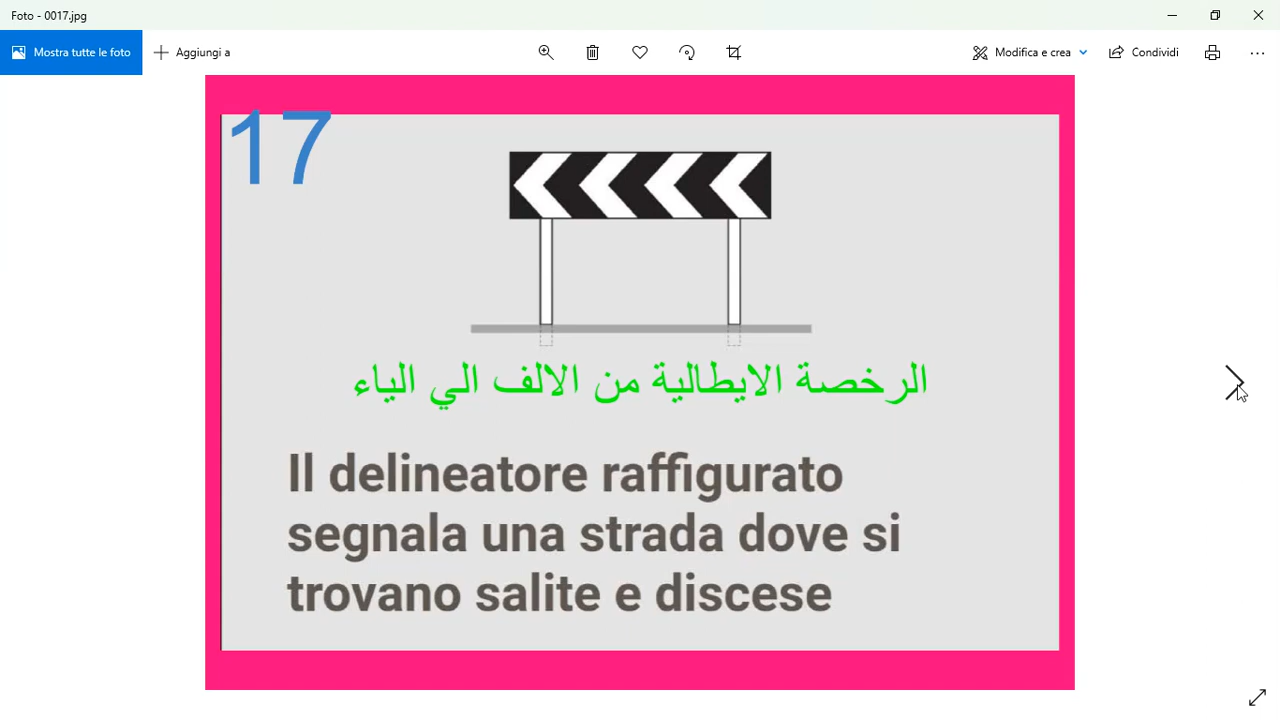 Foto - 0017.jpg
Mostra tutte le foto
Aggiungi a
Modifica e crea
Condividi
17
الرخصة الايطالية من الالف الي الياء
Il delineatore raffigurato
segnala una strada dove si
trovano salite e discese